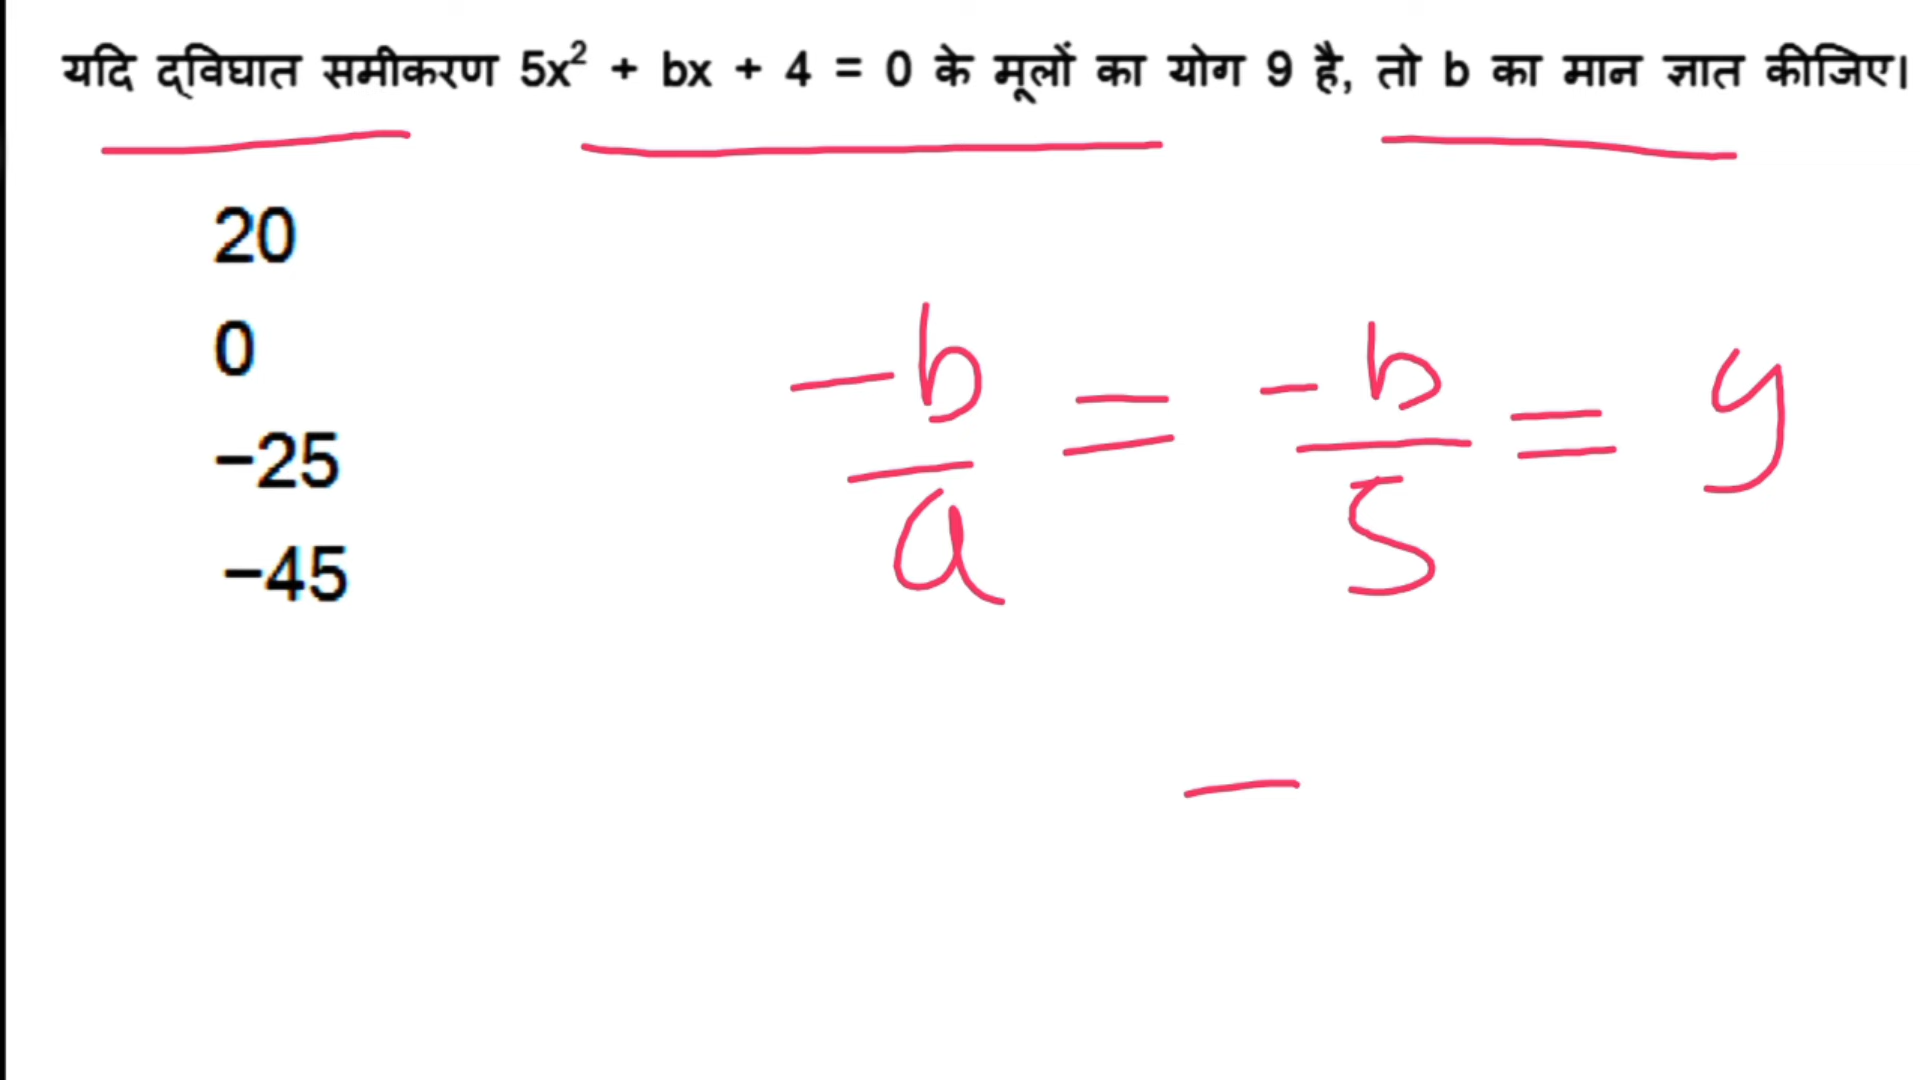 यदि द्विघात समीकरण 5x² + bx + 4 = 0 के मूलों का योग 9 है, तो b का मान ज्ञात कीजिए।
20
0
−25
−45
-b/a = -b/5 = 9
−